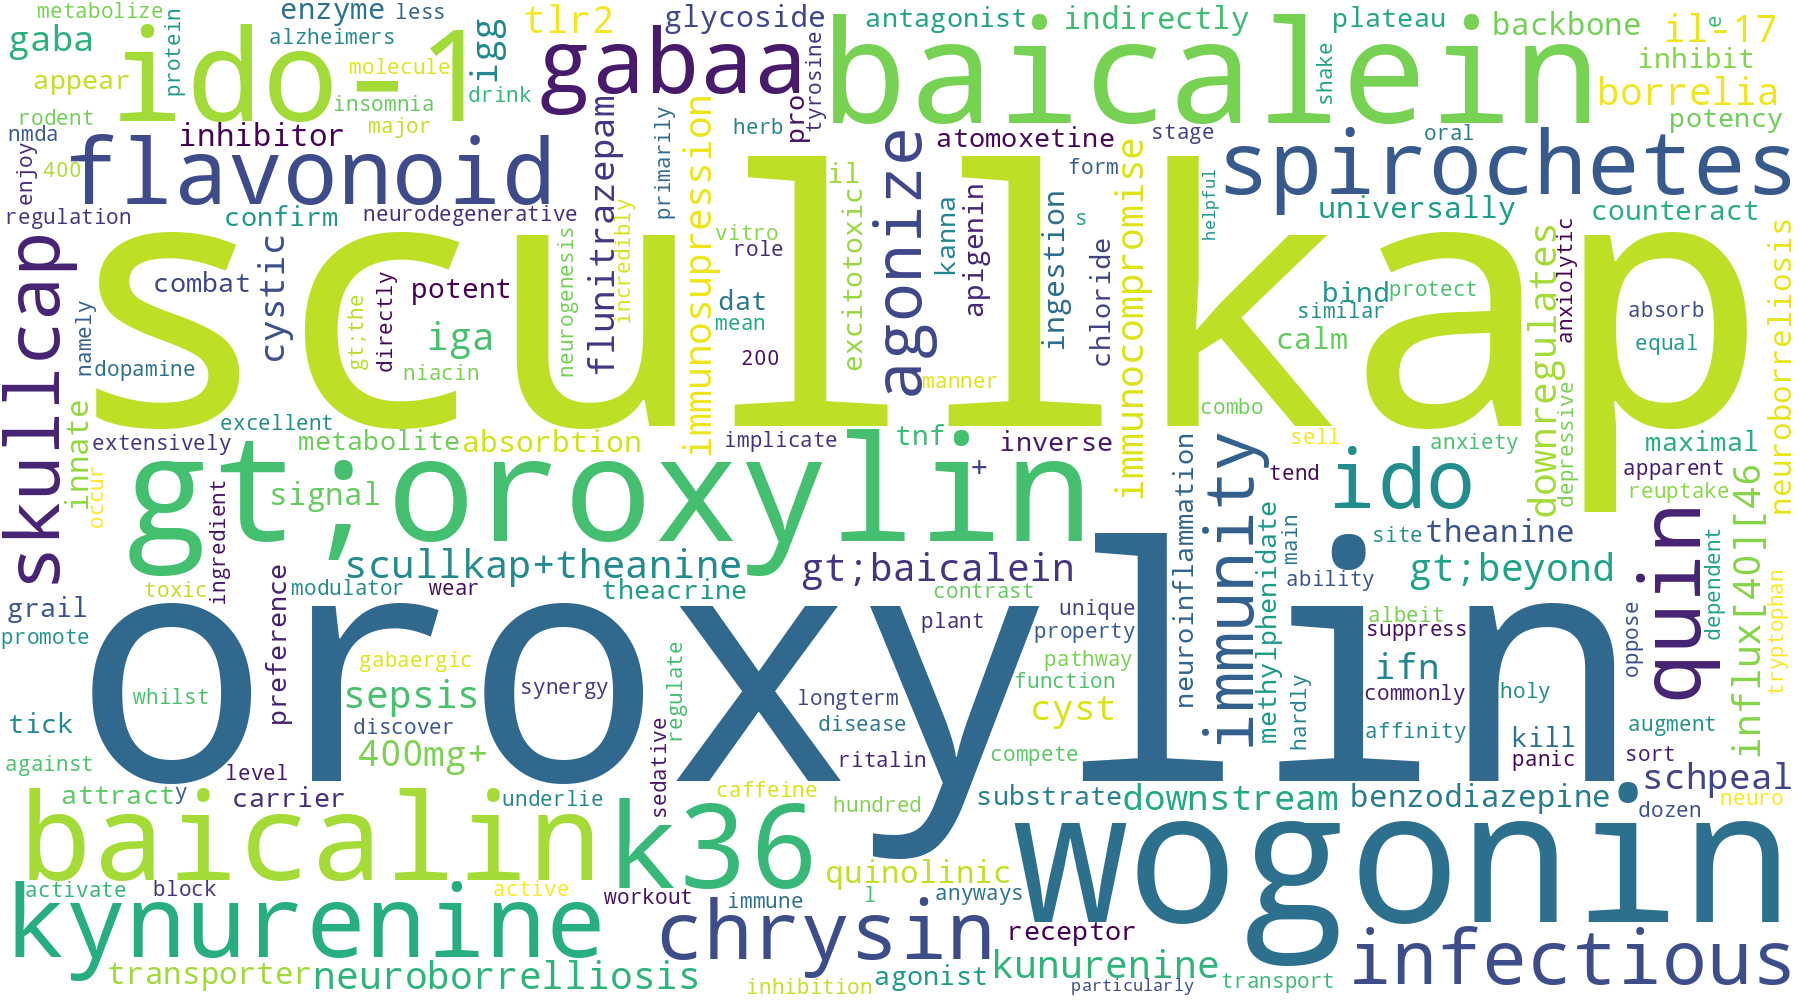 metabolize
enzyme
less
tlr2
glycoside
antagonist
indirectly
plateau
backbone
il-17
e
gaba
alzheimers
protein
ido-1
igg
gabaa
baicalein
inhibit
appear
molecule
insomnia
drink
tyrosine
shake
borrelia
rodent
major
potency
nmda
inhibitor
flunitrazepam
immunosupression
primarily
herb
pro
atomoxetine
stage
oral
enjoy
400
flavonoid
agonize
form
immunocompromise
helpful
spirochetes
regulation
confirm
neurodegenerative
incredibly
il
excitotoxic
kanna
apigenin
ingestion
s
universally
counteract
skullcap
scullkap
vitro
role
chloride
downregulates
anxiolytic
neuroborreliosis
combat
cystic
gt;the
directly
potent
neurogenesis
dat
mean
bind
protect
similar
absorb
namely
dopamine
iga
niacin
200
calm
equal
manner
innate
excellent
combo
depressive
extensively
metabolite
absorbtion
implicate
tnf
inverse
sell
anxiety
maximal
occur
gt;oroxylin
+
neuroinflammation
immunity
tend
ido
apparent
signal
reuptake
influx[40][46
ingredient
methylphenidate
main
site
theanine
quin
dependent
scullkap+theanine
gt;baicalein
gt;beyond
toxic
preference
modulator
wear
theacrine
contrast
ability
grail
unique
albeit
oppose
tryptophan
promote
plant
property
suppress
oroxylin
gabaergic
regulate
pathway
ifn
whilst
sepsis
synergy
longterm
function
commonly
holy
tick
discover
disease
cyst
hardly
affinity
augment
against
400mg+
sedative
ritalin
compete
kill
sort
level
panic
schpeal
attract
y
carrier
underlie
caffeine
hundred
substrate
downstream
benzodiazepine
neuro
dozen
baicalin
k36
wogonin
activate
block
active
workout
immune
quinolinic
l
anyways
kynurenine
chrysin
receptor
infectious
transporter
neuroborrelliosis
inhibition
agonist
kunurenine
particularly
transport